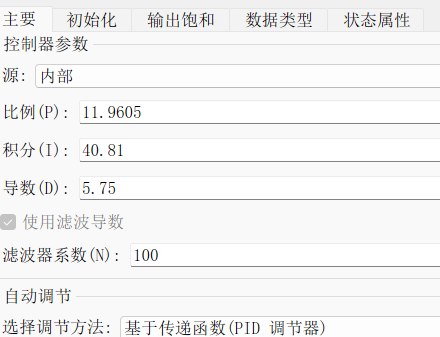 主要 初始化 输出饱和 数据类型 状态属性
控制器参数
源: 内部
比例(P): 11.9605
积分(I): 40.81
导数(D): 5.75
使用滤波导数
滤波器系数(N): 100
自动调节
选择调节方法: 基于传递函数(PID 调节器)